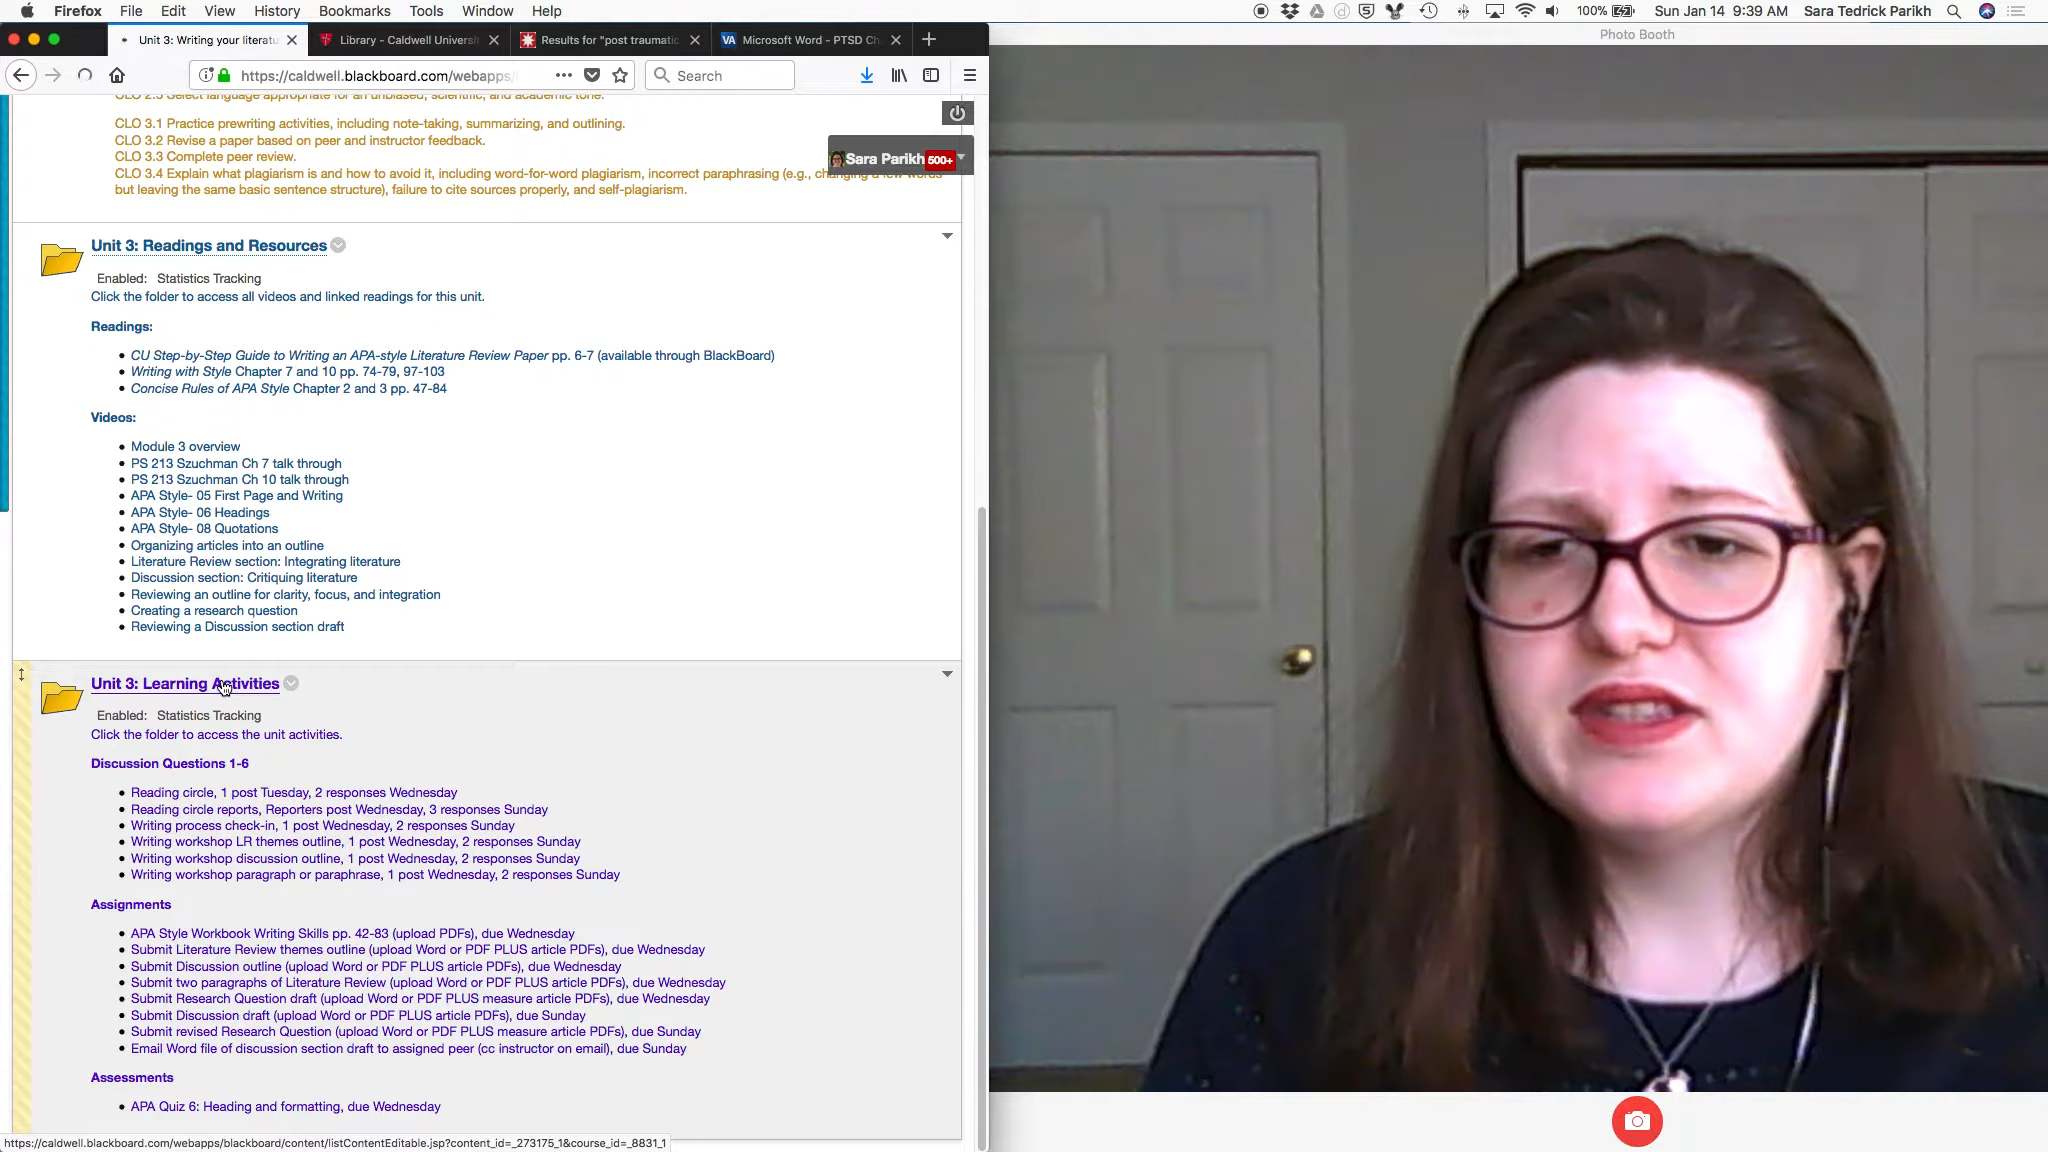 Firefox File Edit View History Bookmarks Tools Window Help 100% Sun Jan 14 9:39 AM Sara Tedrick Parikh
Photo Booth
Unit 3: Writing your literatu Library - Caldwell Universi Results for "post traumatic VA Microsoft Word - PTSD Ch
https://caldwell.blackboard.com/webapps/ Search
CLO 2.5 Select language appropriate for an unbiased, scientific, and academic tone.
CLO 3.1 Practice prewriting activities, including note-taking, summarizing, and outlining.
CLO 3.2 Revise a paper based on peer and instructor feedback.
CLO 3.3 Complete peer review.
Sara Parikh 500+
CLO 3.4 Explain what plagiarism is and how to avoid it, including word-for-word plagiarism, incorrect paraphrasing (e.g., changing a few words
but leaving the same basic sentence structure), failure to cite sources properly, and self-plagiarism.
Unit 3: Readings and Resources
Enabled: Statistics Tracking
Click the folder to access all videos and linked readings for this unit.
Readings:
CU Step-by-Step Guide to Writing an APA-style Literature Review Paper pp. 6-7 (available through BlackBoard)
Writing with Style Chapter 7 and 10 pp. 74-79, 97-103
Concise Rules of APA Style Chapter 2 and 3 pp. 47-84
Videos:
Module 3 overview
PS 213 Szuchman Ch 7 talk through
PS 213 Szuchman Ch 10 talk through
APA Style- 05 First Page and Writing
APA Style- 06 Headings
APA Style- 08 Quotations
Organizing articles into an outline
Literature Review section: Integrating literature
Discussion section: Critiquing literature
Reviewing an outline for clarity, focus, and integration
Creating a research question
Reviewing a Discussion section draft
Unit 3: Learning Activities
Enabled: Statistics Tracking
Click the folder to access the unit activities.
Discussion Questions 1-6
Reading circle, 1 post Tuesday, 2 responses Wednesday
Reading circle reports, Reporters post Wednesday, 3 responses Sunday
Writing process check-in, 1 post Wednesday, 2 responses Sunday
Writing workshop LR themes outline, 1 post Wednesday, 2 responses Sunday
Writing workshop discussion outline, 1 post Wednesday, 2 responses Sunday
Writing workshop paragraph or paraphrase, 1 post Wednesday, 2 responses Sunday
Assignments
APA Style Workbook Writing Skills pp. 42-83 (upload PDFs), due Wednesday
Submit Literature Review themes outline (upload Word or PDF PLUS article PDFs), due Wednesday
Submit Discussion outline (upload Word or PDF PLUS article PDFs), due Wednesday
Submit two paragraphs of Literature Review (upload Word or PDF PLUS article PDFs), due Wednesday
Submit Research Question draft (upload Word or PDF PLUS measure article PDFs), due Wednesday
Submit Discussion draft (upload Word or PDF PLUS article PDFs), due Sunday
Submit revised Research Question (upload Word or PDF PLUS measure article PDFs), due Sunday
Email Word file of discussion section draft to assigned peer (cc instructor on email), due Sunday
Assessments
APA Quiz 6: Heading and formatting, due Wednesday
https://caldwell.blackboard.com/webapps/blackboard/content/listContentEditable.jsp?content_id=_273175_1&course_id=_8831_1